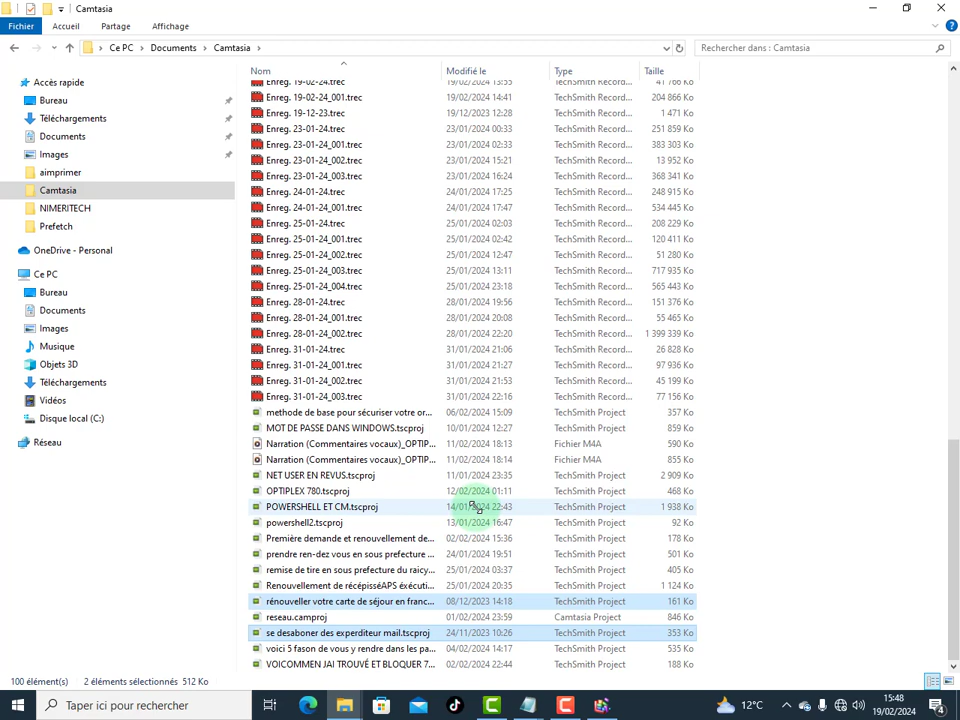 Camtasia
Fichier Accueil Partage Affichage
Ce PC Documents Camtasia
Rechercher dans : Camtasia
Accès rapide
Bureau
Téléchargements
Documents
Images
aimprimer
Camtasia
NIMERITECH
Prefetch
OneDrive - Personal
Ce PC
Bureau
Documents
Images
Musique
Objets 3D
Téléchargements
Vidéos
Disque local (C:)
Réseau
Nom Modifié le Type Taille
Enreg. 19-02-24.trec 19/02/2024 13:55 TechSmith Record... 41 766 Ko
Enreg. 19-02-24_001.trec 19/02/2024 14:41 TechSmith Record... 204 866 Ko
Enreg. 19-12-23.trec 19/12/2023 12:28 TechSmith Record... 1 471 Ko
Enreg. 23-01-24.trec 23/01/2024 00:33 TechSmith Record... 251 859 Ko
Enreg. 23-01-24_001.trec 23/01/2024 02:33 TechSmith Record... 383 303 Ko
Enreg. 23-01-24_002.trec 23/01/2024 15:21 TechSmith Record... 13 952 Ko
Enreg. 23-01-24_003.trec 23/01/2024 16:24 TechSmith Record... 368 341 Ko
Enreg. 24-01-24.trec 24/01/2024 17:25 TechSmith Record... 248 915 Ko
Enreg. 24-01-24_001.trec 24/01/2024 17:47 TechSmith Record... 534 445 Ko
Enreg. 25-01-24.trec 25/01/2024 02:03 TechSmith Record... 208 229 Ko
Enreg. 25-01-24_001.trec 25/01/2024 02:42 TechSmith Record... 120 411 Ko
Enreg. 25-01-24_002.trec 25/01/2024 12:47 TechSmith Record... 51 280 Ko
Enreg. 25-01-24_003.trec 25/01/2024 13:11 TechSmith Record... 717 935 Ko
Enreg. 25-01-24_004.trec 25/01/2024 23:18 TechSmith Record... 565 443 Ko
Enreg. 28-01-24.trec 28/01/2024 19:56 TechSmith Record... 151 376 Ko
Enreg. 28-01-24_001.trec 28/01/2024 20:08 TechSmith Record... 55 465 Ko
Enreg. 28-01-24_002.trec 28/01/2024 22:20 TechSmith Record... 1 399 339 Ko
Enreg. 31-01-24.trec 31/01/2024 21:06 TechSmith Record... 26 828 Ko
Enreg. 31-01-24_001.trec 31/01/2024 21:27 TechSmith Record... 97 936 Ko
Enreg. 31-01-24_002.trec 31/01/2024 21:53 TechSmith Record... 45 199 Ko
Enreg. 31-01-24_003.trec 31/01/2024 22:16 TechSmith Record... 77 156 Ko
methode de base pour sécuriser votre or... 06/02/2024 15:09 TechSmith Project 357 Ko
MOT DE PASSE DANS WINDOWS.tscproj 10/01/2024 12:27 TechSmith Project 859 Ko
Narration (Commentaires vocaux)_OPTIP... 11/02/2024 18:13 Fichier M4A 590 Ko
Narration (Commentaires vocaux)_OPTIP... 11/02/2024 18:14 Fichier M4A 855 Ko
NET USER EN REVUS.tscproj 11/01/2024 23:35 TechSmith Project 2 909 Ko
OPTIPLEX 780.tscproj 12/02/2024 01:11 TechSmith Project 468 Ko
POWERSHELL ET CM.tscproj 14/01/2024 22:43 TechSmith Project 1 938 Ko
powershell2.tscproj 13/01/2024 16:47 TechSmith Project 92 Ko
Première demande et renouvellement de... 02/02/2024 15:36 TechSmith Project 178 Ko
prendre ren-dez vous en sous prefecture ... 24/01/2024 19:51 TechSmith Project 501 Ko
remise de tire en sous prefecture du raicy... 25/01/2024 03:37 TechSmith Project 405 Ko
Renouvellement de récépisséAPS éxécuti... 25/01/2024 20:35 TechSmith Project 1 124 Ko
rénouveller votre carte de séjour en franc... 08/12/2023 14:18 TechSmith Project 161 Ko
reseau.camproj 01/02/2024 23:59 Camtasia Project 846 Ko
se desaboner des experditeur mail.tscproj 24/11/2023 10:26 TechSmith Project 353 Ko
voici 5 fason de vous y rendre dans les pa... 04/02/2024 14:17 TechSmith Project 535 Ko
VOICOMMEN JAI TROUVÉ ET BLOQUER 7... 02/02/2024 22:44 TechSmith Project 188 Ko
100 élément(s) 2 éléments sélectionnés 512 Ko
Taper ici pour rechercher
12°C
15:48
19/02/2024
4